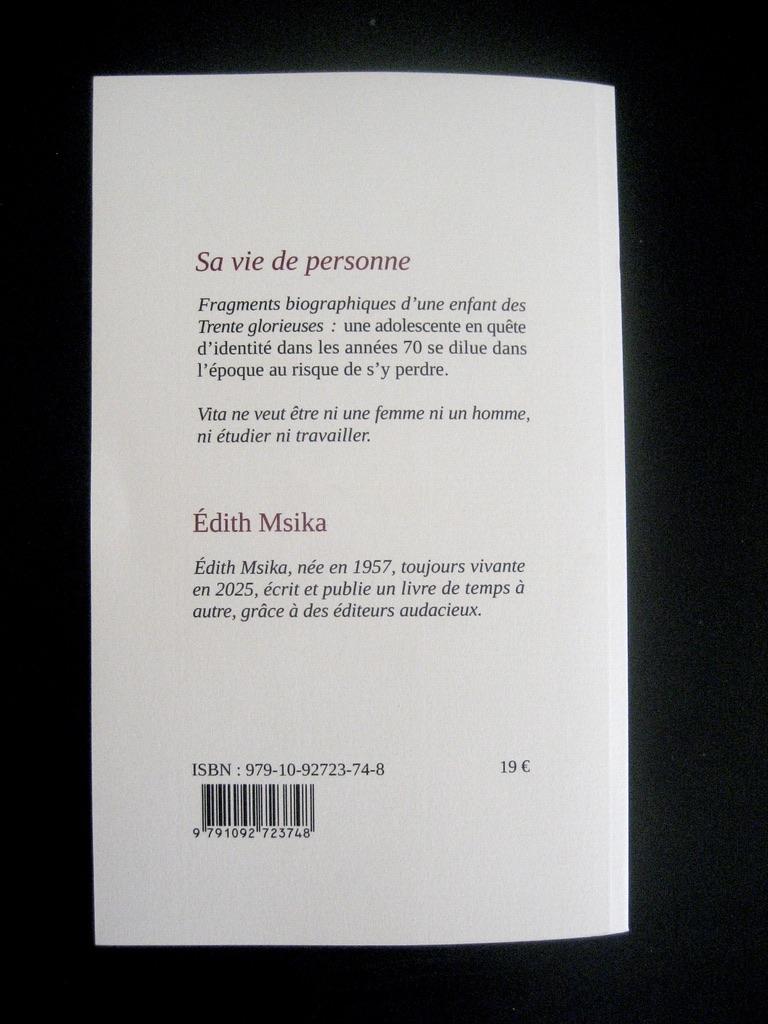 Sa vie de personne
Fragments biographiques d'une enfant des
Trente glorieuses : une adolescente en quête
d'identité dans les années 70 se dilue dans
l'époque au risque de s'y perdre.
Vita ne veut être ni une femme ni un homme,
ni étudier ni travailler.
Édith Msika
Édith Msika, née en 1957, toujours vivante
en 2025, écrit et publie un livre de temps à
autre, grâce à des éditeurs audacieux.
ISBN : 979-10-92723-74-8
19 €
9 791092 723748